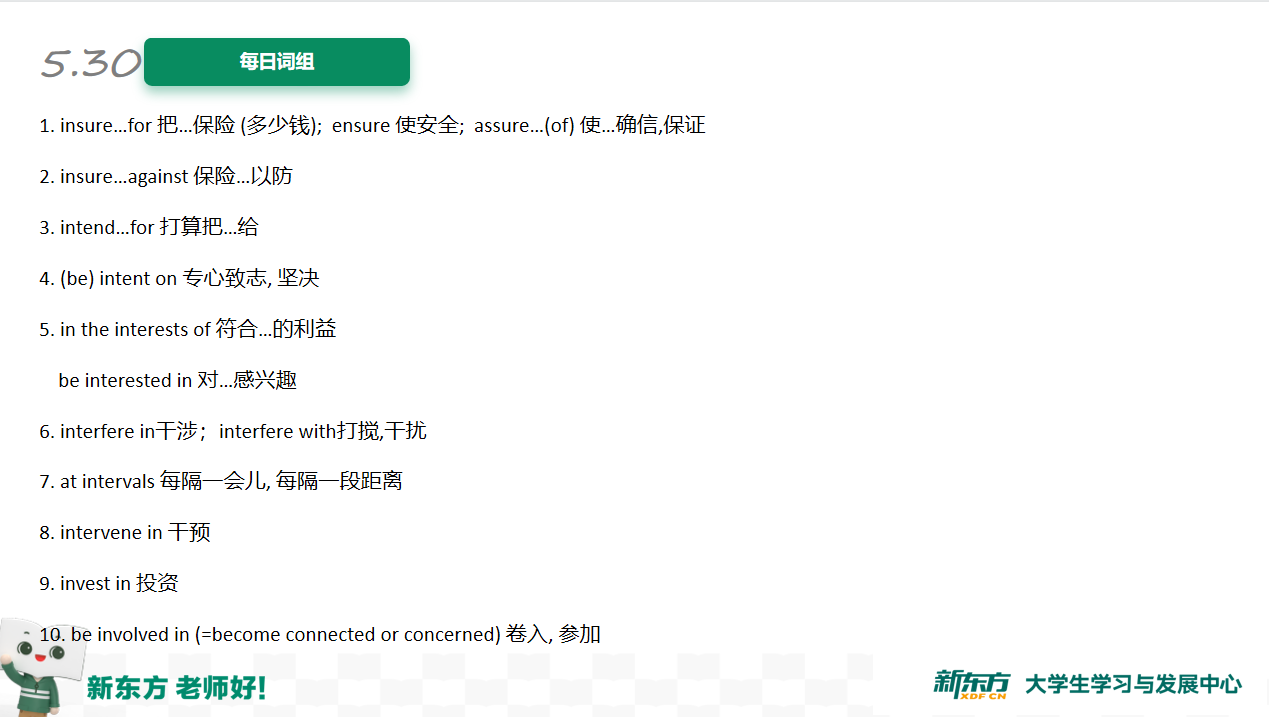 5.30 每日词组
1. insure...for 把...保险 (多少钱);  ensure 使安全;  assure...(of) 使...确信,保证
2. insure...against 保险...以防
3. intend...for 打算把...给
4. (be) intent on 专心致志, 坚决
5. in the interests of 符合...的利益
be interested in 对...感兴趣
6. interfere in干涉；interfere with打搅,干扰
7. at intervals 每隔一会儿, 每隔一段距离
8. intervene in 干预
9. invest in 投资
10. be involved in (=become connected or concerned) 卷入, 参加
新东方 老师好!
新东方 XDF.CN 大学生学习与发展中心